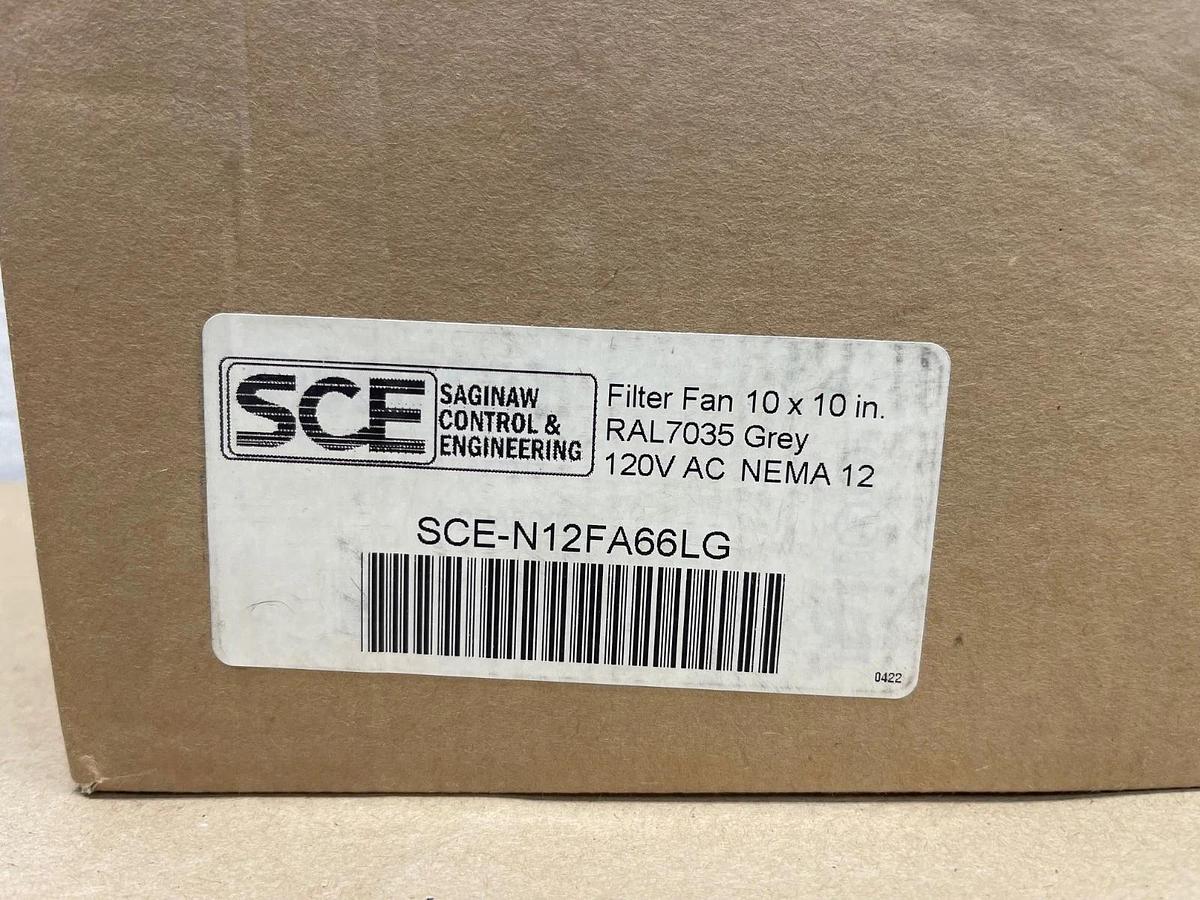 SCE
SAGINAW
CONTROL &
ENGINEERING
Filter Fan 10 x 10 in.
RAL7035 Grey
120V AC NEMA 12
SCE-N12FA66LG
0422